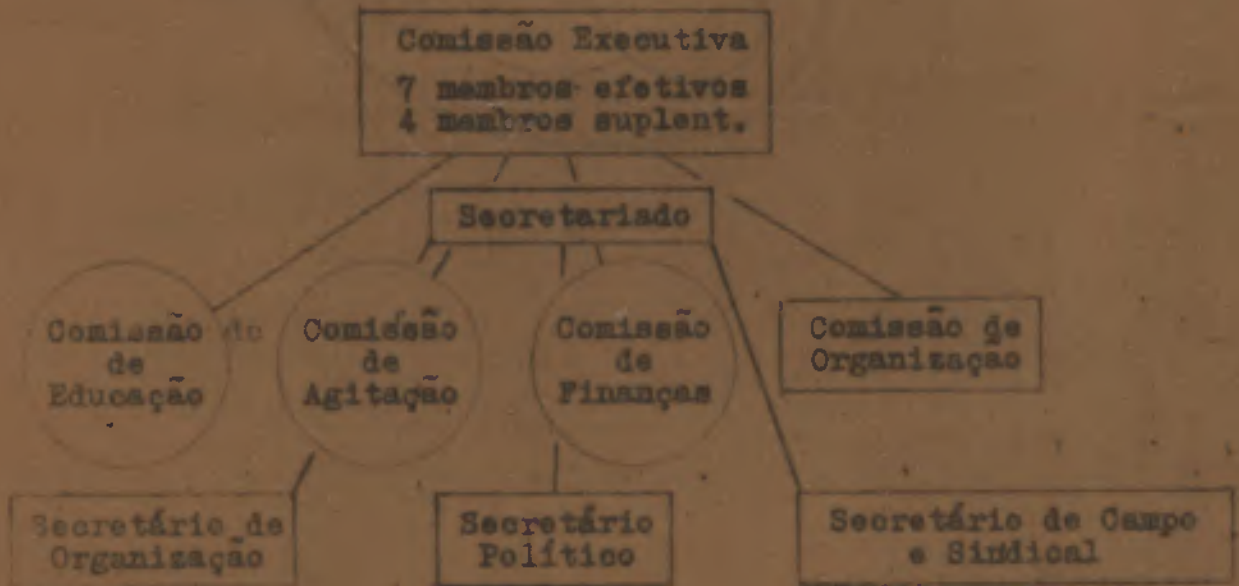 Comissão Executiva
7 membros efetivos
4 membros suplent.
Secretariado
Comissão de
de
Educação
Comissão
de
Agitação
Comissão
de
Finanças
Comissão de
Organização
Secretário de
Organização
Secretário
Político
Secretário de Campo
e Sindical